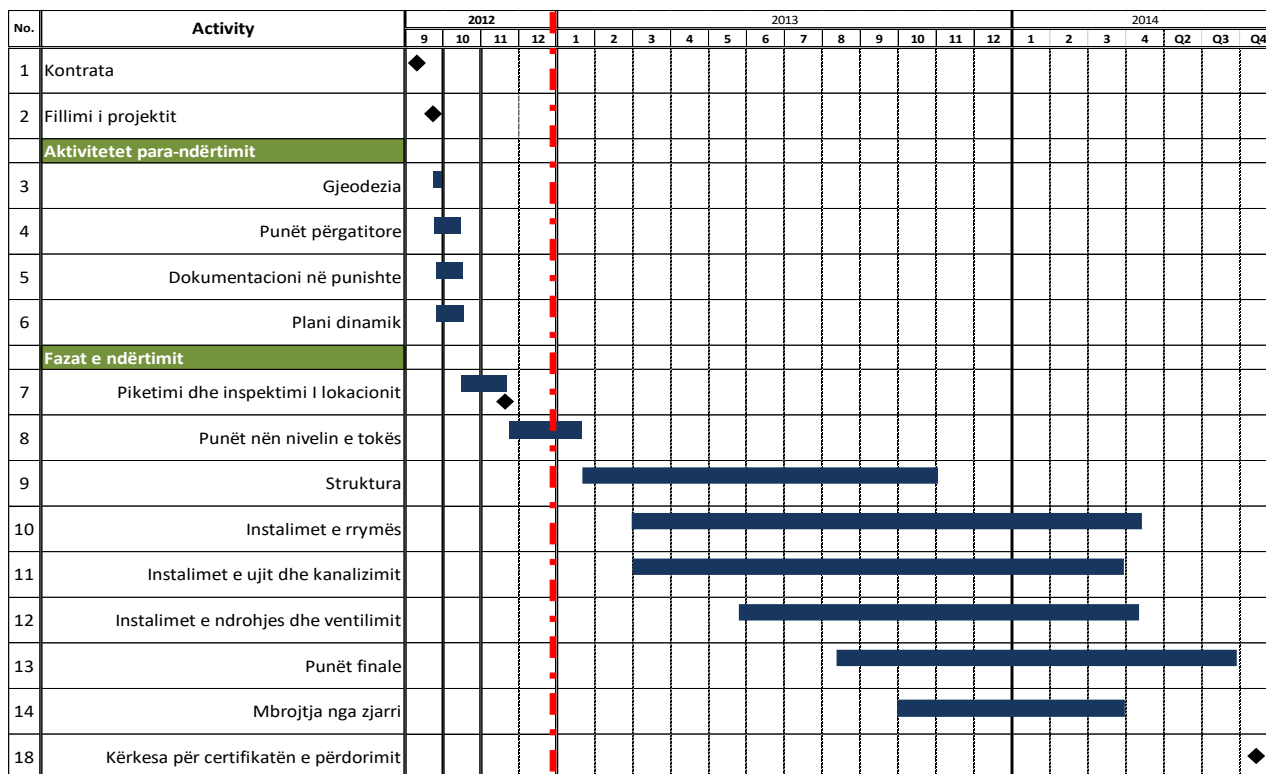 No. Activity 2012 2013 2014
9 10 11 12 1 2 3 4 5 6 7 8 9 10 11 12 1 2 3 4 Q2 Q3 Q4
1 Kontrata
2 Fillimi i projektit
Aktivitetet para-ndërtimit
3 Gjeodezia
4 Punët përgatitore
5 Dokumentacioni në punishte
6 Plani dinamik
Fazat e ndërtimit
7 Piketimi dhe inspektimi I lokacionit
8 Punët nën nivelin e tokës
9 Struktura
10 Instalimet e rrymës
11 Instalimet e ujit dhe kanalizimit
12 Instalimet e ndrohjes dhe ventilimit
13 Punët finale
14 Mbrojtja nga zjarri
18 Kërkesa për certifikatën e përdorimit